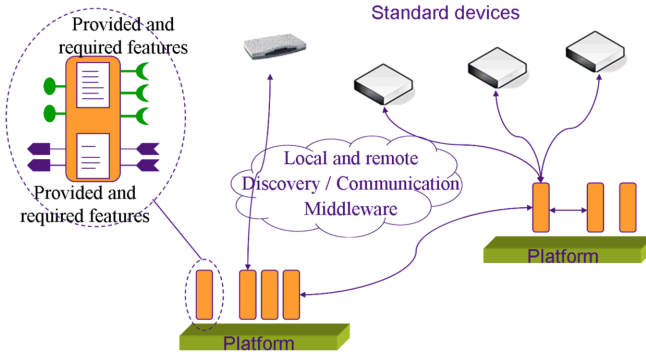 Standard devices
Provided and
required features
Provided and
required features
Local and remote
Discovery / Communication
Middleware
Platform
Platform